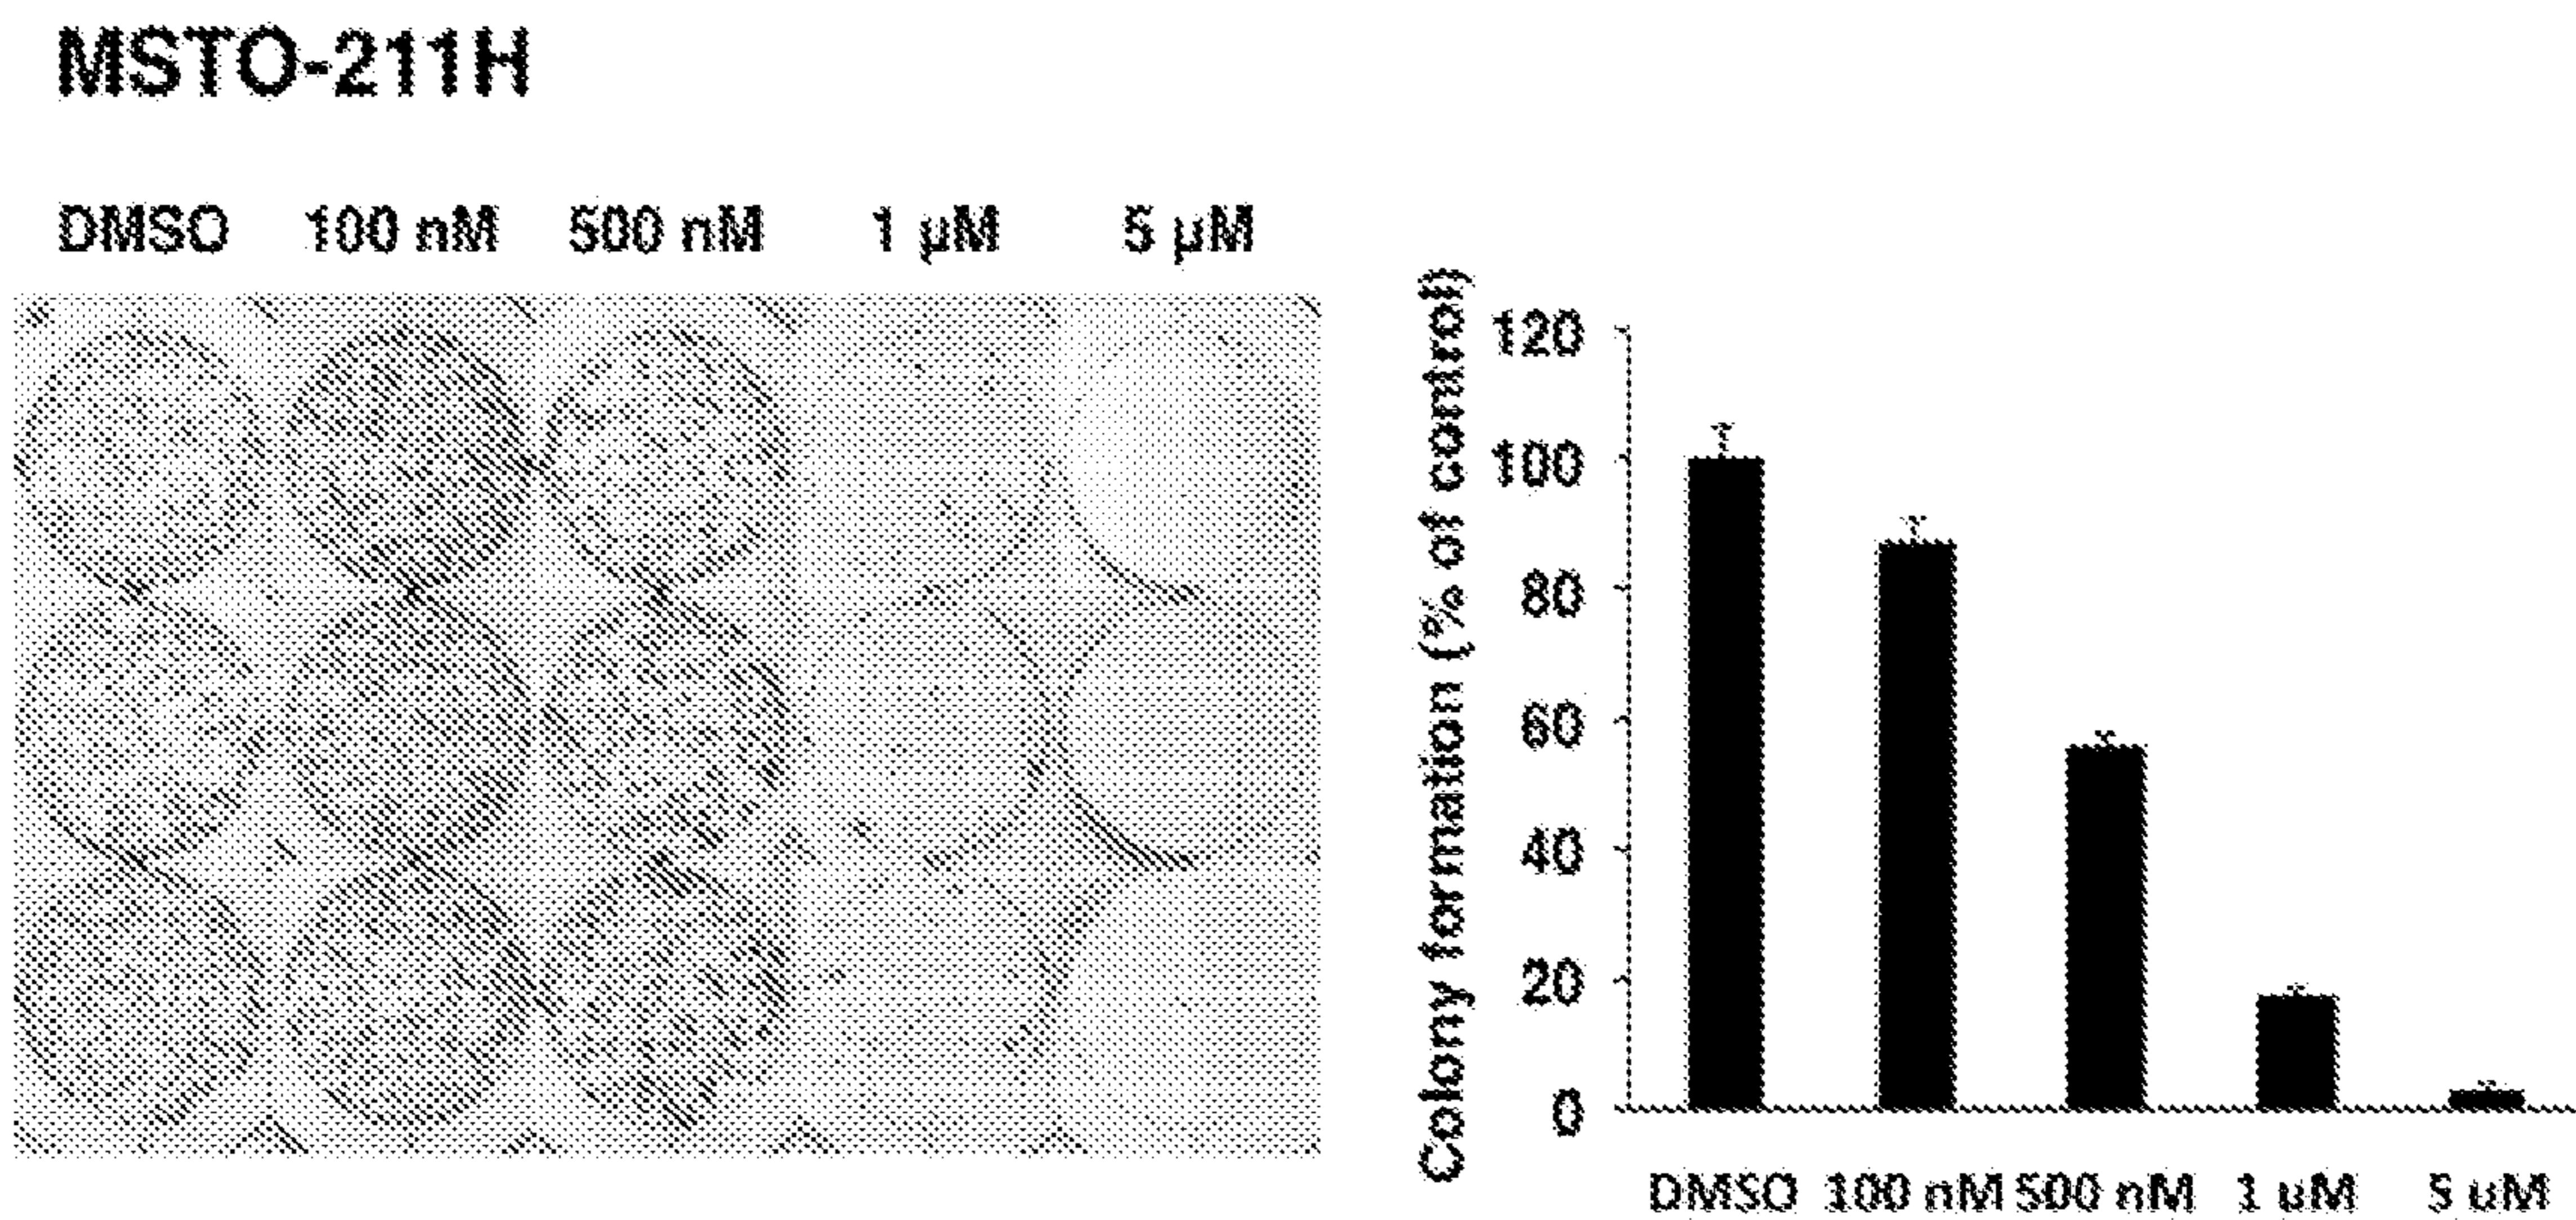 MSTO-211H
DMSO 100 nM 500 nM 1 µM 5 µM
Colony formation (% of control)
120
100
80
60
40
20
0
DMSO 100 nM 500 nM 1 uM 5 uM